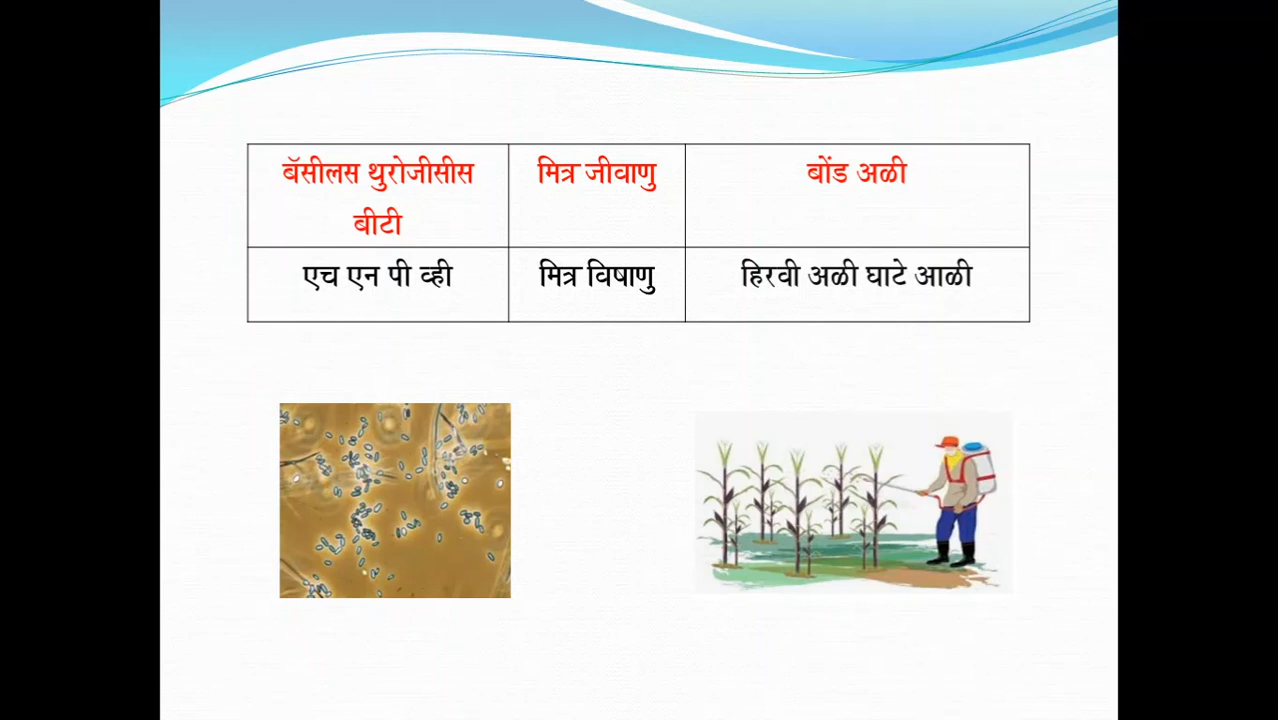 बॅसीलस थुरोजीसीस मित्र जीवाणु बोंड अळी
बीटी
एच एन पी व्ही मित्र विषाणु हिरवी अळी घाटे आळी